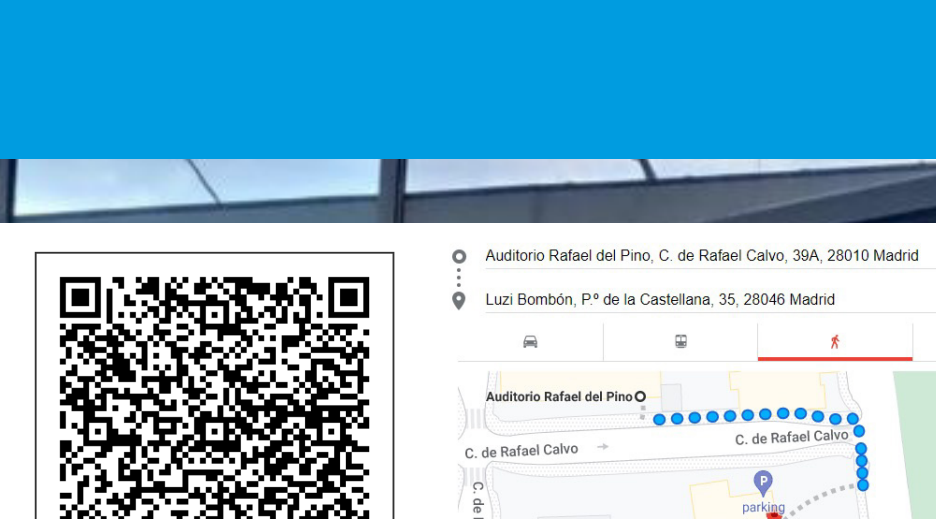 Auditorio Rafael del Pino, C. de Rafael Calvo, 39A, 28010 Madrid
Luzi Bombón, P.º de la Castellana, 35, 28046 Madrid
Auditorio Rafael del Pino
C. de Rafael Calvo
C. de Rafael Calvo
P
parking